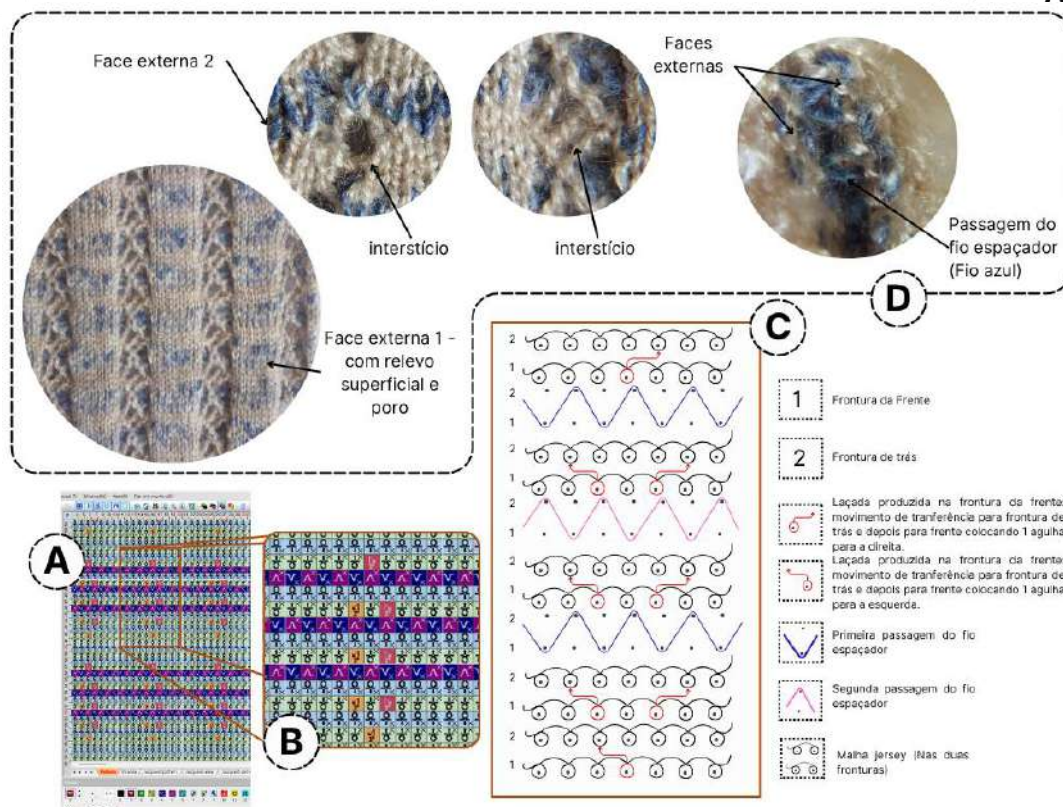 Face externa 2
Faces
externas
interstício
interstício
Passagem do
fio espaçador
(Fio azul)
Face externa 1 -
com relevo
superficial e
poro
D
C
A
B
2
1
2
1
2
1
2
1
2
1
2
1
2
1
2
1
1
Frontura da Frente
2
Frontura de trás
Laçada produzida na frontura da frente,
movimento de tranferência para frontura de
trás e depois para frente colocando 1 agulha
para a direita.
Laçada produzida na frontura da frente,
movimento de tranferência para frontura de
trás e depois para frente colocando 1 agulha
para a esquerda.
Primeira passagem do fio
espaçador
Segunda passagem do fio
espaçador
Malha jersey (Nas duas
fronturas)